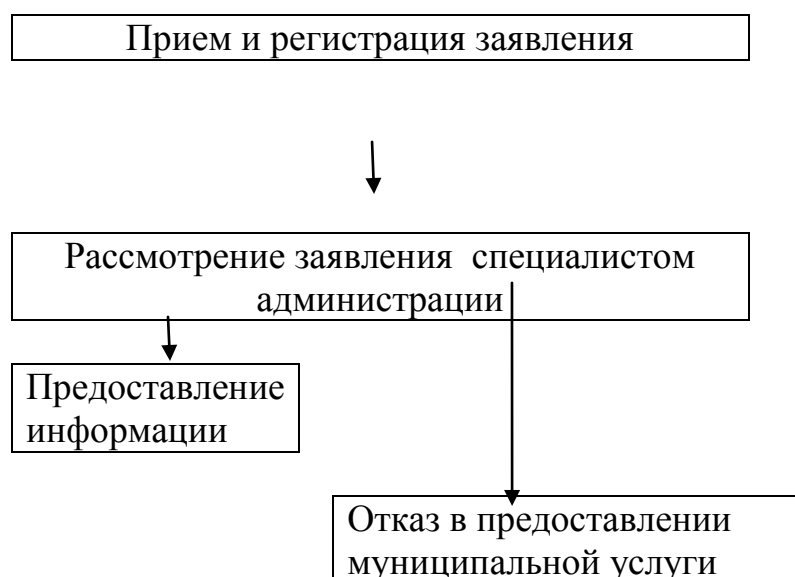 Прием и регистрация заявления
Рассмотрение заявления специалистом
администрации
Предоставление
информации
Отказ в предоставлении
муниципальной услуги